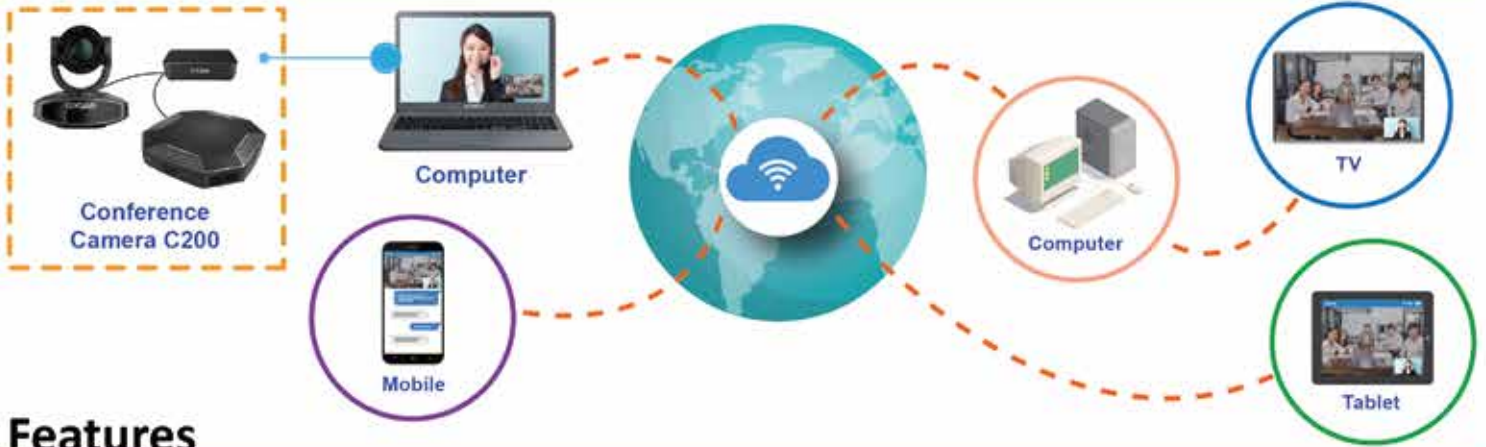 Conference
Camera C200
Computer
Mobile
Computer
TV
Tablet
Features